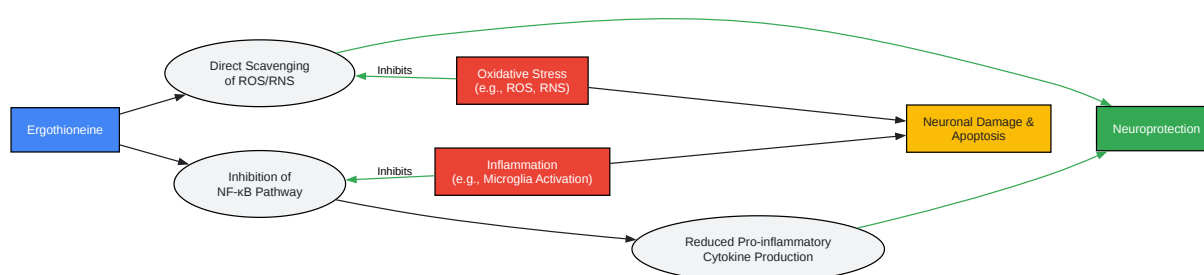 Direct Scavenging
of ROS/RNS
Inhibits
Oxidative Stress
(e.g., ROS, RNS)
Ergothioneine
Neuronal Damage &
Apoptosis
Neuroprotection
Inhibition of
NF-κB Pathway
Inhibits
Inflammation
(e.g., Microglia Activation)
Reduced Pro-inflammatory
Cytokine Production